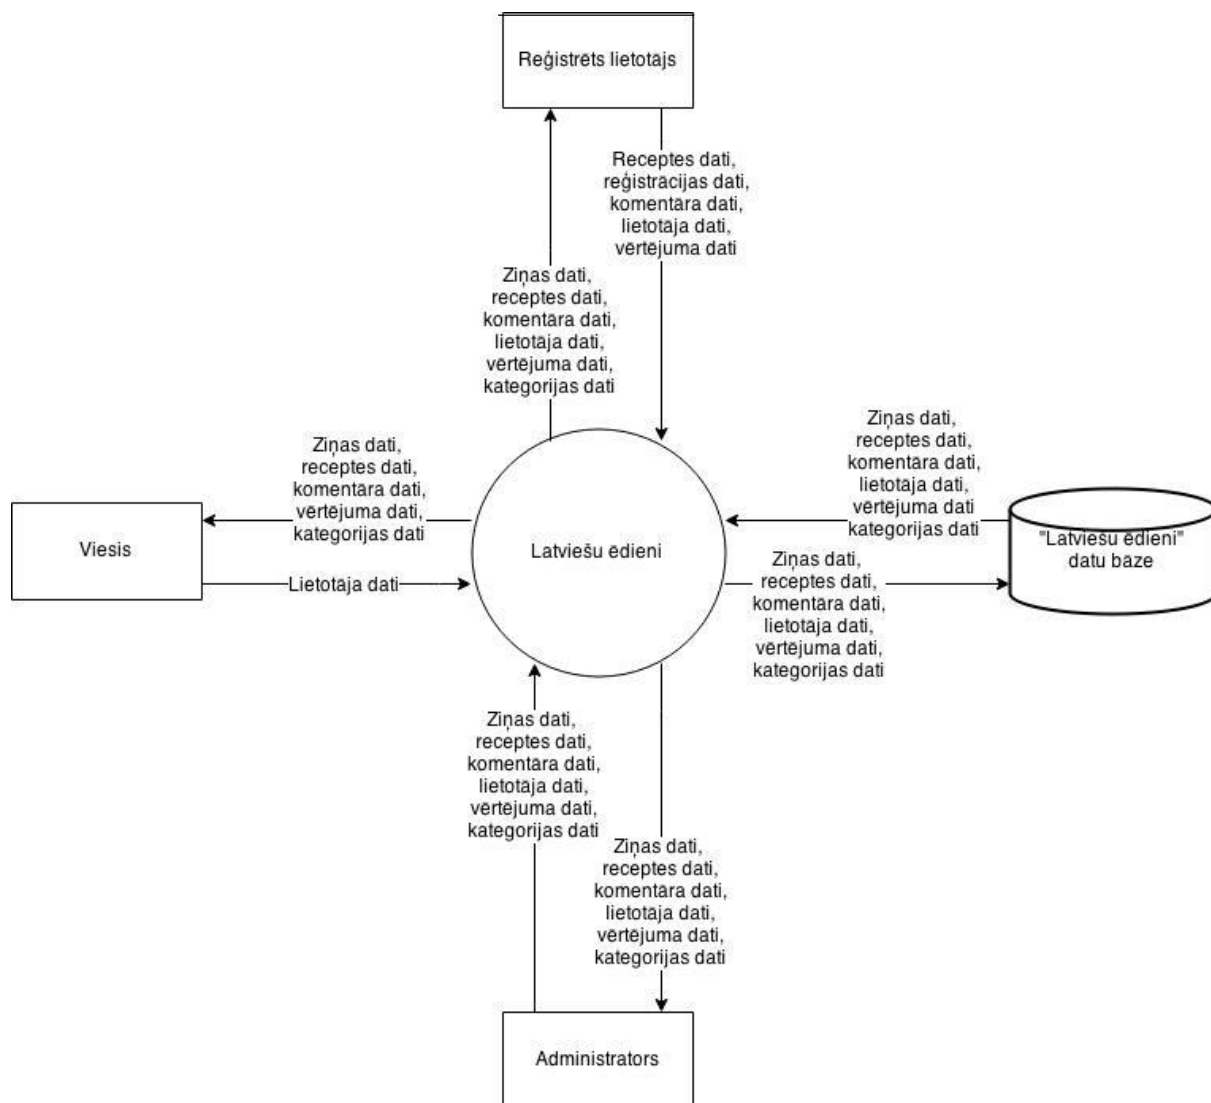 Reģistrēts lietotājs
Receptes dati,
reģistrācijas dati,
komentāra dati,
lietotāja dati,
vērtējuma dati
Ziņas dati,
receptes dati,
komentāra dati,
lietotāja dati,
vērtējuma dati,
kategorijas dati
Ziņas dati,
receptes dati,
komentāra dati,
vērtējuma dati,
kategorijas dati
Viesis
Lietotāja dati
Latviešu ēdieni
Ziņas dati,
receptes dati,
komentāra dati,
lietotāja dati,
vērtējuma dati
kategorijas dati
"Latviešu ēdieni"
datu bāze
Ziņas dati,
receptes dati,
komentāra dati,
lietotāja dati,
vērtējuma dati,
kategorijas dati
Ziņas dati,
receptes dati,
komentāra dati,
lietotāja dati,
vērtējuma dati,
kategorijas dati
Ziņas dati,
receptes dati,
komentāra dati,
lietotāja dati,
vērtējuma dati,
kategorijas dati
Administrators